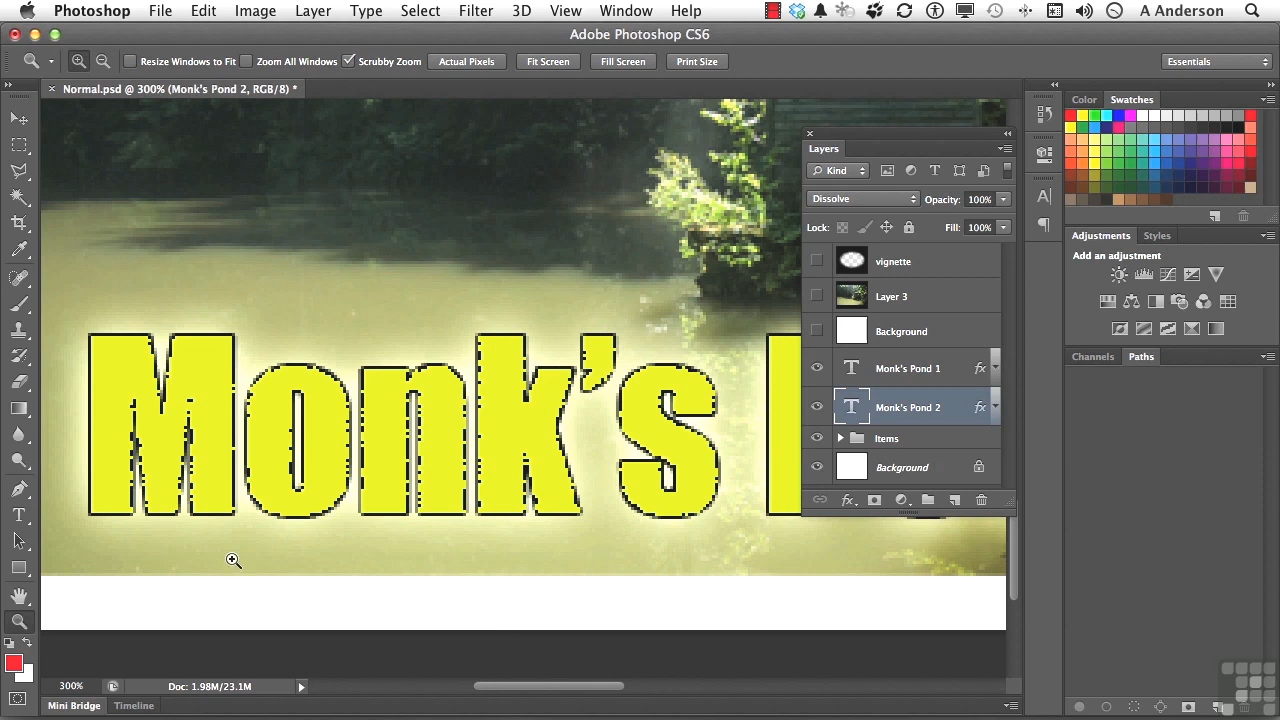 Photoshop File Edit Image Layer Type Select Filter 3D View Window Help A Anderson
Adobe Photoshop CS6
Resize Windows to Fit Zoom All Windows Scrubby Zoom Actual Pixels Fit Screen Fill Screen Print Size Essentials
Normal.psd @ 300% (Monk's Pond 2, RGB/8) *
Color Swatches
Layers
Kind
Dissolve Opacity: 100%
Lock: Fill: 100%
Adjustments Styles
Add an adjustment
vignette
Layer 3
Background
Monk's Pond 1 fx
Monk's Pond 2 fx
Items
Background
fx
Channels Paths
Monk's
300% Doc: 1.98M/23.1M
Mini Bridge Timeline